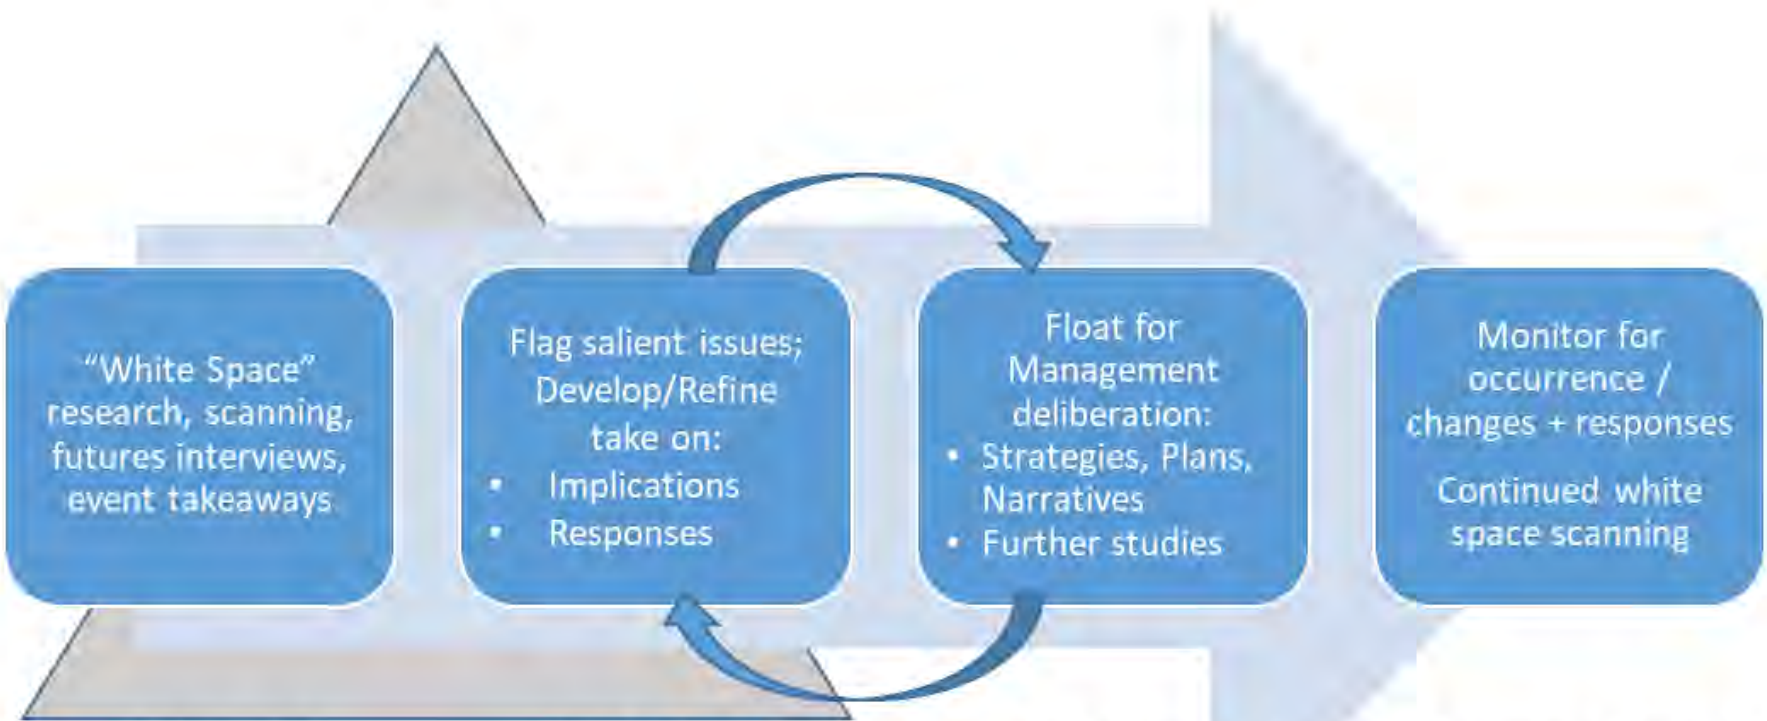 “White Space”
research, scanning,
futures interviews,
event takeaways
Flag salient issues;
Develop/Refine
take on:
• Implications
• Responses
Float for
Management
deliberation:
• Strategies, Plans,
Narratives
• Further studies
Monitor for
occurrence /
changes + responses
Continued white
space scanning